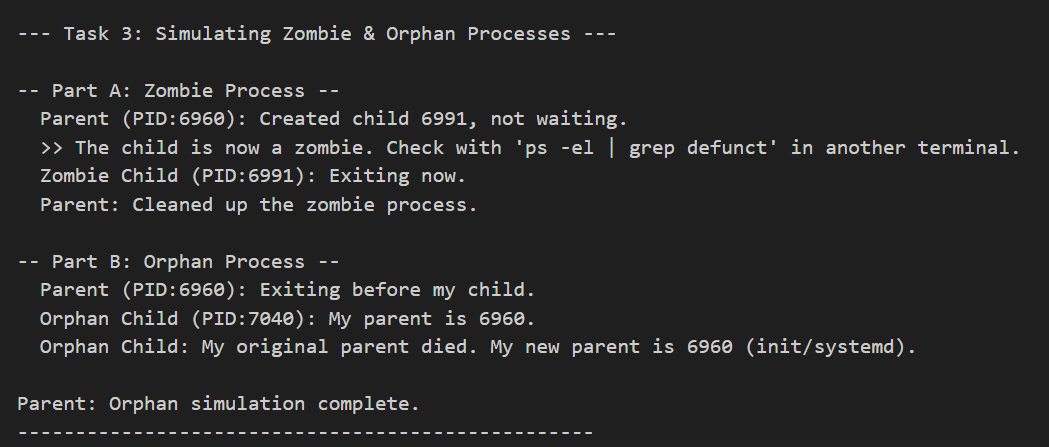 --- Task 3: Simulating Zombie & Orphan Processes ---
-- Part A: Zombie Process --
Parent (PID:6960): Created child 6991, not waiting.
>> The child is now a zombie. Check with 'ps -el | grep defunct' in another terminal.
Zombie Child (PID:6991): Exiting now.
Parent: Cleaned up the zombie process.
-- Part B: Orphan Process --
Parent (PID:6960): Exiting before my child.
Orphan Child (PID:7040): My parent is 6960.
Orphan Child: My original parent died. My new parent is 6960 (init/systemd).
Parent: Orphan simulation complete.
--------------------------------------------------